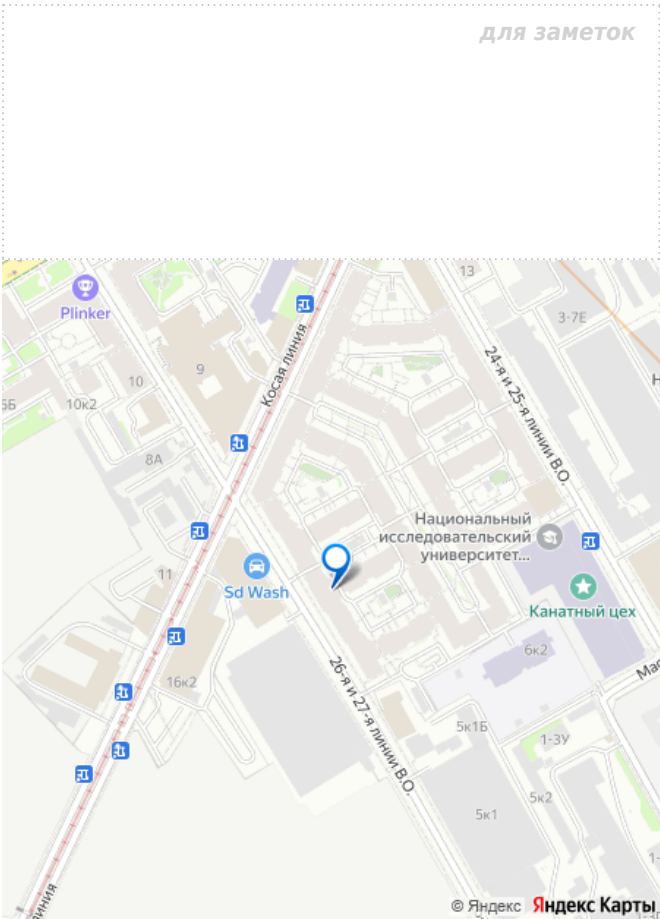 для заметок
13
Plinker
3-7Е
Косая линия
9
24-я и 25-я линии В.О.
10
5Б
10к2
8А
Национальный
исследовательский
университет...
11
Sd Wash
Канатный цех
6к2
Мас
16к2
26-я и 27-я линии В.О.
5к1Б
1-3У
5к2
5к1
1-
линия
© Яндекс Яндекс Карты